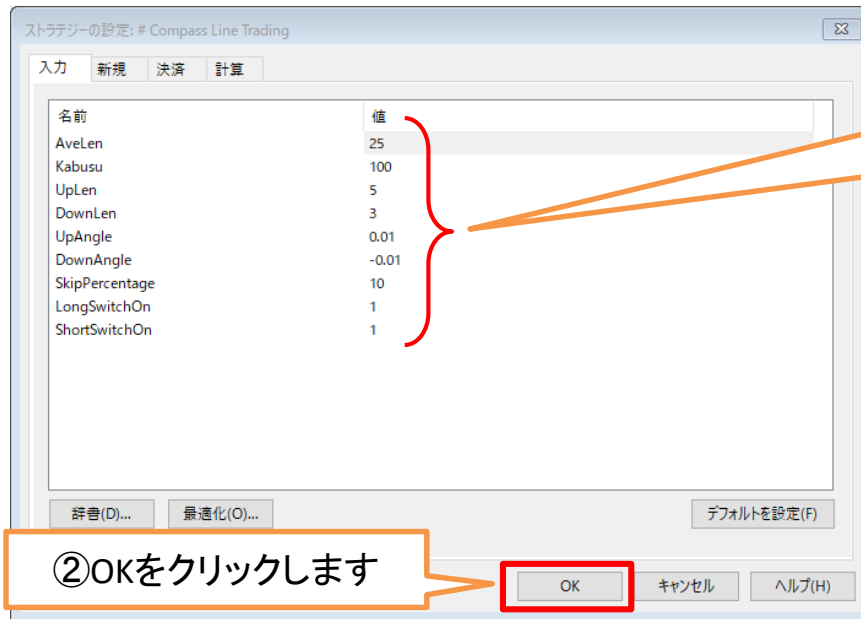 ストラテジーの設定: # Compass Line Trading
入力 新規 決済 計算
名前 値
AveLen 25
Kabusu 100
UpLen 5
DownLen 3
UpAngle 0.01
DownAngle -0.01
SkipPercentage 10
LongSwitchOn 1
ShortSwitchOn 1
辞書(D)... 最適化(O)... デフォルトを設定(F)
②OKをクリックします
OK キャンセル ヘルプ(H)